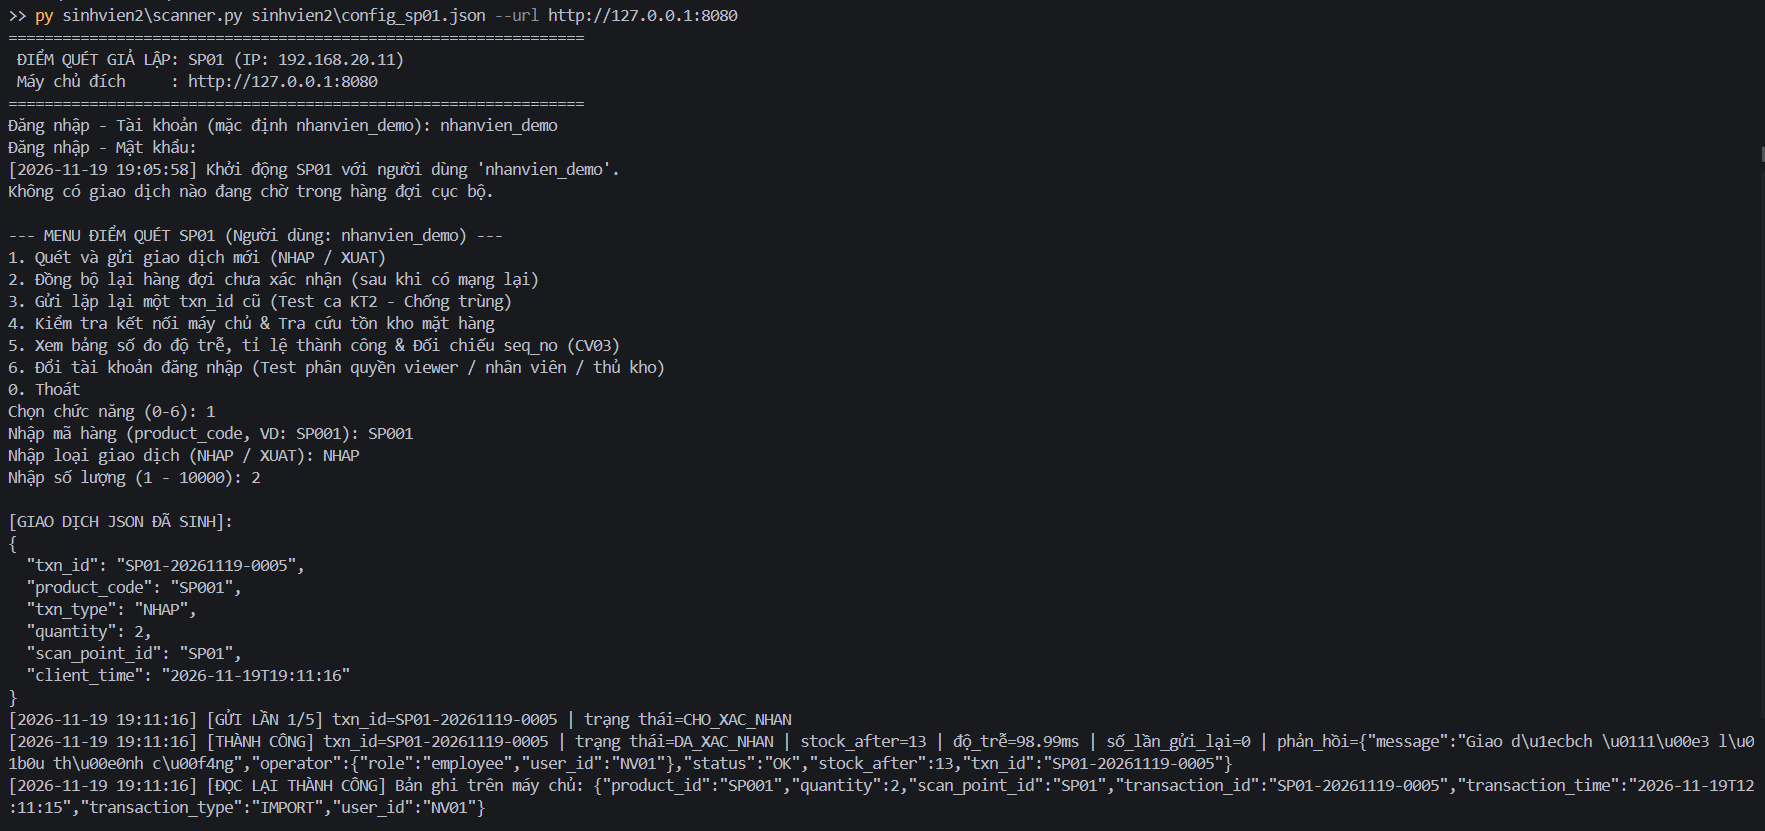 >> py sinhvien2\scanner.py sinhvien2\config_sp01.json --url http://127.0.0.1:8080
================================================================
ĐIỂM QUÉT GIẢ LẬP: SP01 (IP: 192.168.20.11)
Máy chủ đích     : http://127.0.0.1:8080
================================================================
Đăng nhập - Tài khoản (mặc định nhanvien_demo): nhanvien_demo
Đăng nhập - Mật khẩu:
[2026-11-19 19:05:58] Khởi động SP01 với người dùng 'nhanvien_demo'.
Không có giao dịch nào đang chờ trong hàng đợi cục bộ.
--- MENU ĐIỂM QUÉT SP01 (Người dùng: nhanvien_demo) ---
1. Quét và gửi giao dịch mới (NHAP / XUAT)
2. Đồng bộ lại hàng đợi chưa xác nhận (sau khi có mạng lại)
3. Gửi lặp lại một txn_id cũ (Test ca KT2 - Chống trùng)
4. Kiểm tra kết nối máy chủ & Tra cứu tồn kho mặt hàng
5. Xem bảng số đo độ trễ, tỉ lệ thành công & Đối chiếu seq_no (CV03)
6. Đổi tài khoản đăng nhập (Test phân quyền viewer / nhân viên / thủ kho)
0. Thoát
Chọn chức năng (0-6): 1
Nhập mã hàng (product_code, VD: SP001): SP001
Nhập loại giao dịch (NHAP / XUAT): NHAP
Nhập số lượng (1 - 10000): 2
[GIAO DỊCH JSON ĐÃ SINH]:
{
  "txn_id": "SP01-20261119-0005",
  "product_code": "SP001",
  "txn_type": "NHAP",
  "quantity": 2,
  "scan_point_id": "SP01",
  "client_time": "2026-11-19T19:11:16"
}
[2026-11-19 19:11:16] [GỬI LẦN 1/5] txn_id=SP01-20261119-0005 | trạng thái=CHO_XAC_NHAN
[2026-11-19 19:11:16] [THÀNH CÔNG] txn_id=SP01-20261119-0005 | trạng thái=DA_XAC_NHAN | stock_after=13 | độ_trễ=98.99ms | số_lần_gửi_lại=0 | phản_hồi={"message":"Giao d\u1ecbch \u0111\u00e3 l\u0
1b0u th\u00e0nh c\u00f4ng","operator":{"role":"employee","user_id":"NV01"},"status":"OK","stock_after":13,"txn_id":"SP01-20261119-0005"}
[2026-11-19 19:11:16] [ĐỌC LẠI THÀNH CÔNG] Bản ghi trên máy chủ: {"product_id":"SP001","quantity":2,"scan_point_id":"SP01","transaction_id":"SP01-20261119-0005","transaction_time":"2026-11-19T12
:11:15","transaction_type":"IMPORT","user_id":"NV01"}